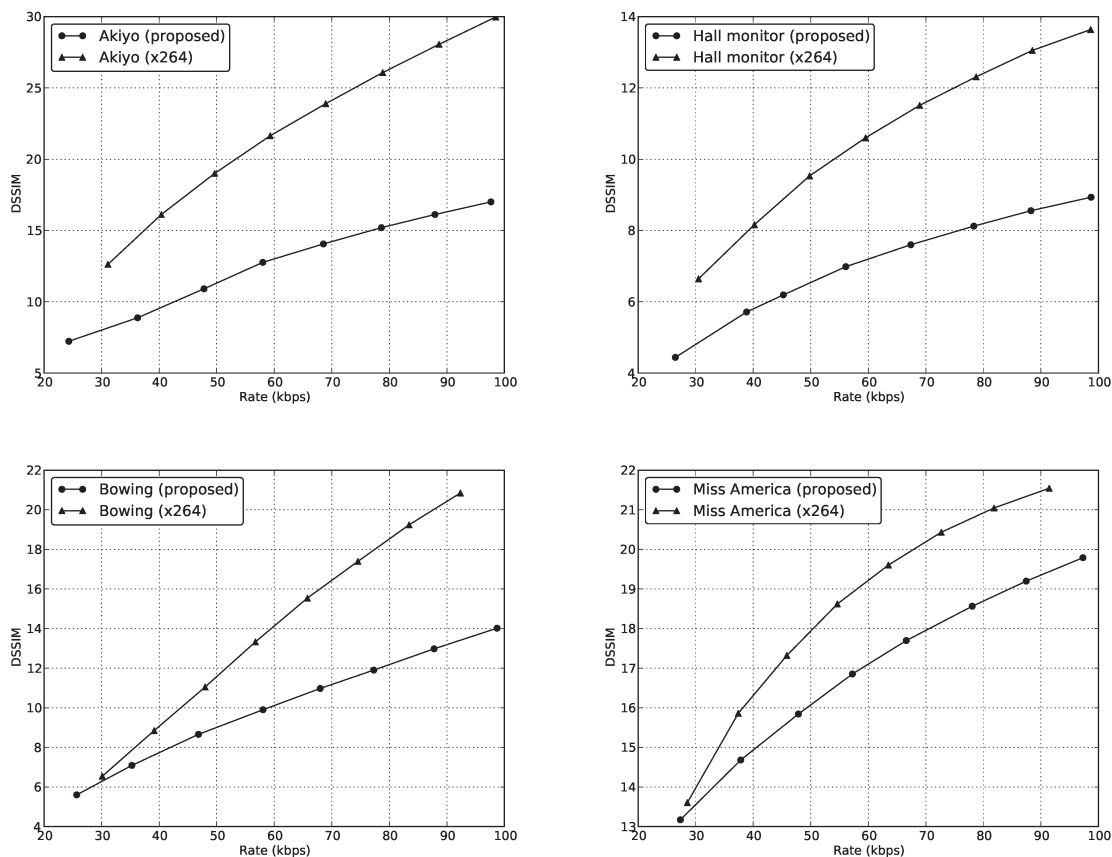 Akiyo (proposed)
Akiyo (x264)
30
25
20
15
10
5
DSSIM
20 30 40 50 60 70 80 90 100
Rate (kbps)
Hall monitor (proposed)
Hall monitor (x264)
14
12
10
8
6
4
DSSIM
20 30 40 50 60 70 80 90 100
Rate (kbps)
Bowing (proposed)
Bowing (x264)
22
20
18
16
14
12
10
8
6
4
DSSIM
20 30 40 50 60 70 80 90 100
Rate (kbps)
Miss America (proposed)
Miss America (x264)
22
21
20
19
18
17
16
15
14
13
DSSIM
20 30 40 50 60 70 80 90 100
Rate (kbps)